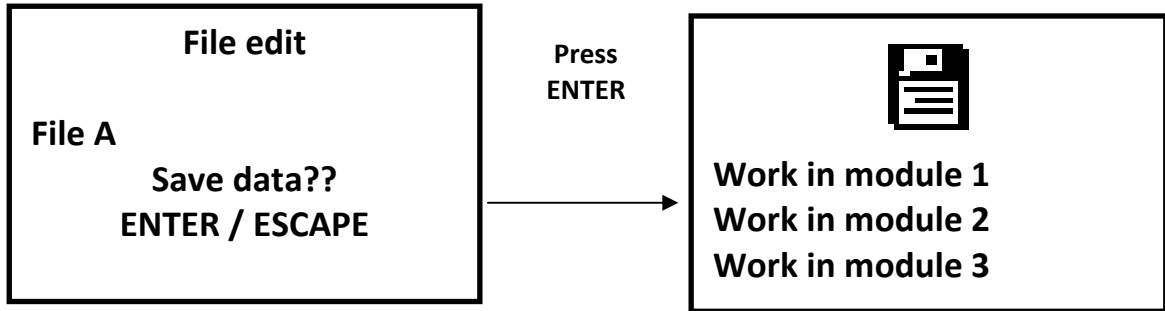 File edit
File A
Save data??
ENTER / ESCAPE
Press
ENTER
Work in module 1
Work in module 2
Work in module 3